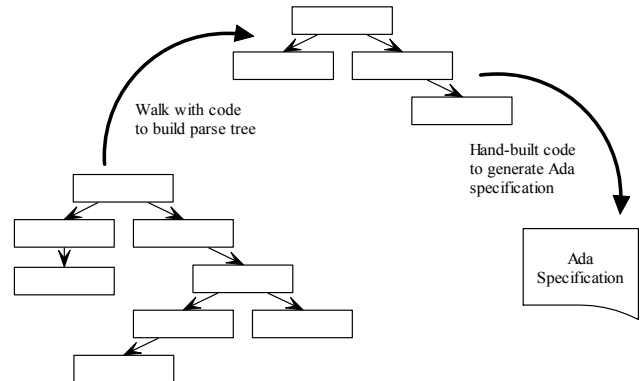 Walk with code
to build parse tree
Hand-built code
to generate Ada
specification
Ada
Specification